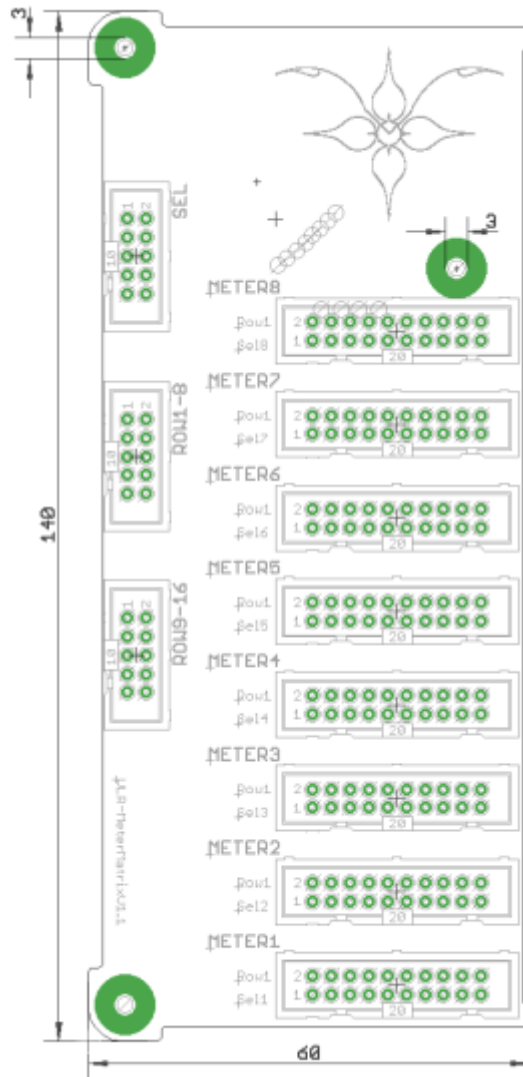 3
SEL
1 2
10
3
METER8
Row1 2
Sel8 1
20
METER7
Row1 2
Sel7 1
20
ROW1-8
1 2
10
METER6
Row1 2
Sel6 1
20
140
METER5
Row1 2
Sel5 1
20
ROW9-16
1 2
10
METER4
Row1 2
Sel4 1
20
METER3
Row1 2
Sel3 1
20
METER2
Row1 2
Sel2 1
20
METER1
Row1 2
Sel1 1
20
60